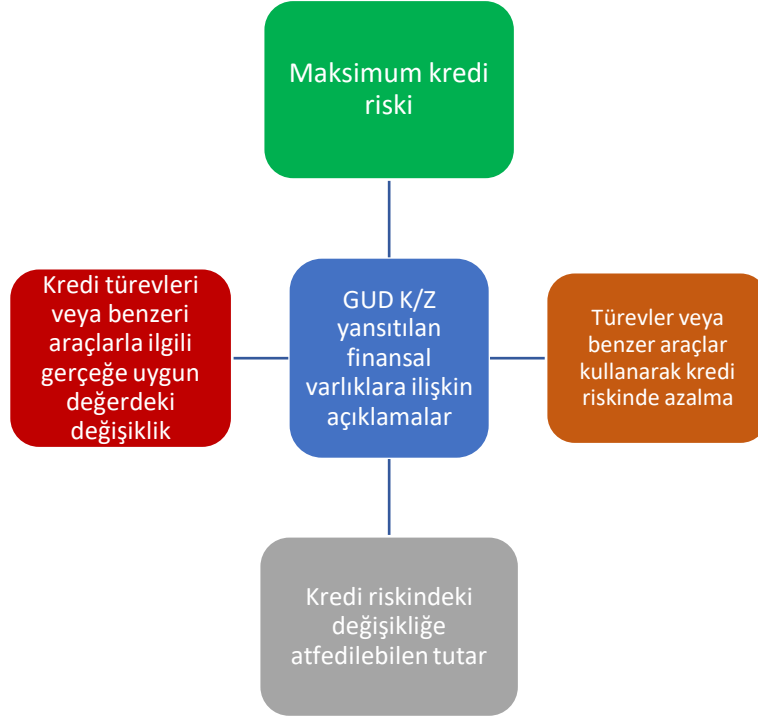 Maksimum kredi
riski
Kredi türevleri
veya benzeri
araçlarla ilgili
gerçeğe uygun
değerdeki
değişiklik
GUD K/Z
yansıtılan
finansal
varlıklara ilişkin
açıklamalar
Türevler veya
benzer araçlar
kullanarak kredi
riskinde azalma
Kredi riskindeki
değişikliğe
atfedilebilen tutar